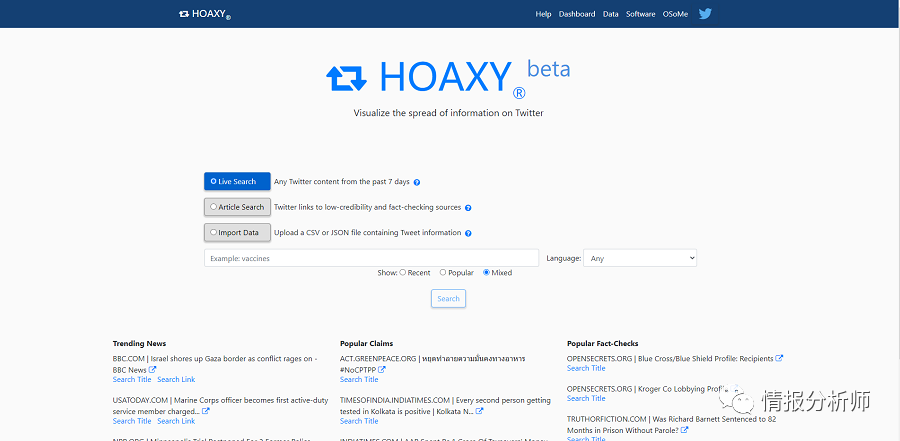 HOAXY® Help Dashboard Data Software OSoMe
HOAXY® beta
Visualize the spread of information on Twitter
Live Search Any Twitter content from the past 7 days
Article Search Twitter links to low-credibility and fact-checking sources
Import Data Upload a CSV or JSON file containing Tweet information
Example: vaccines Language: Any
Show: Recent Popular Mixed
Search
Trending News
BBC.COM | Israel shores up Gaza border as conflict rages on -
BBC News
Search Title Search Link
USATODAY.COM | Marine Corps officer becomes first active-duty
service member charged...
Search Title Search Link
Popular Claims
ACT.GREENPEACE.ORG | หยุดทำลายความมั่นคงทางอาหาร
#NoCPTPP
Search Title
TIMESOFINDIA.INDIATIMES.COM | Every second person getting
tested in Kolkata is positive | Kolkata N...
Search Title
Popular Fact-Checks
OPENSECRETS.ORG | Blue Cross/Blue Shield Profile: Recipients
Search Title
OPENSECRETS.ORG | Kroger Co Lobbying
Search Title
TRUTHORFICTION.COM | Was Richard Barnett Sentenced to 82
Months in Prison Without Parole?
Search Title
情报分析师